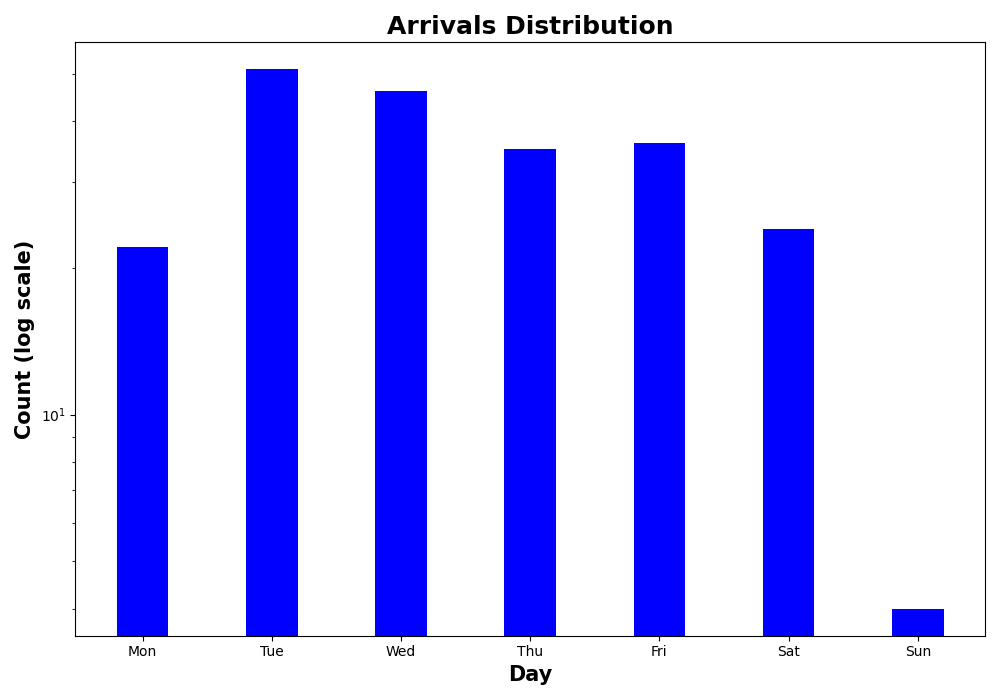 Arrivals Distribution
Count (log scale)
10¹
Mon Tue Wed Thu Fri Sat Sun
Day